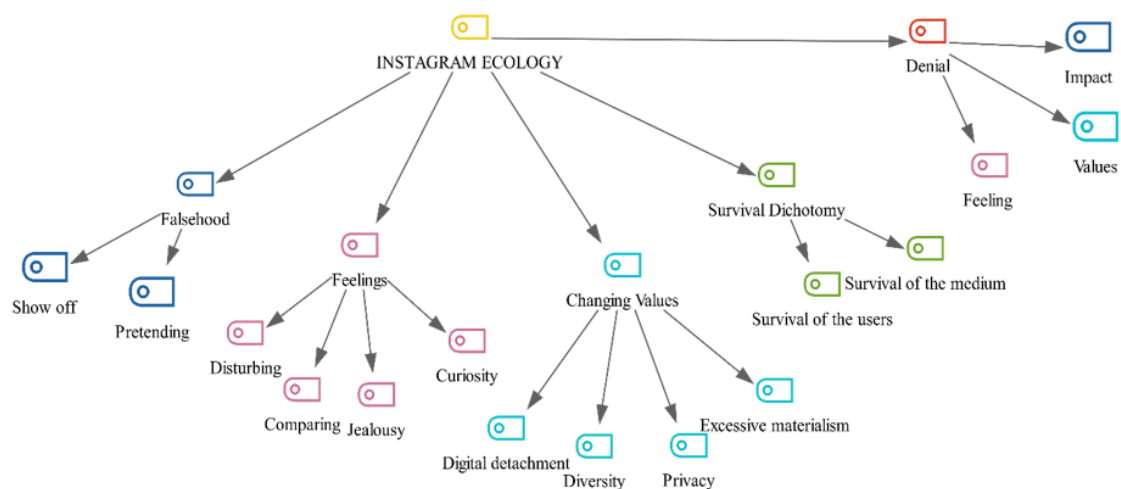 INSTAGRAM ECOLOGY
Denial
Impact
Values
Feeling
Falsehood
Show off
Pretending
Feelings
Disturbing
Comparing
Jealousy
Curiosity
Changing Values
Digital detachment
Diversity
Privacy
Excessive materialism
Survival Dichotomy
Survival of the users
Survival of the medium